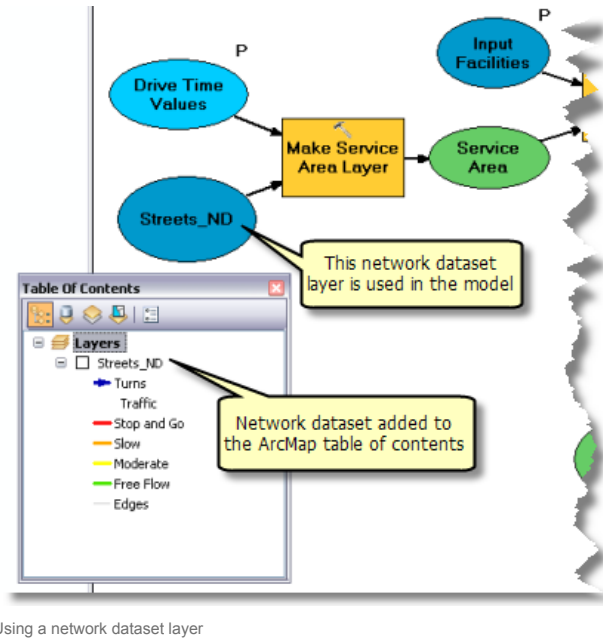 P
P
Input
Facilities
Drive Time
Values
Make Service
Area Layer
Service
Area
Streets_ND
This network dataset
layer is used in the model
Table Of Contents
Layers
Streets_ND
Turns
Traffic
Stop and Go
Slow
Moderate
Free Flow
Edges
Network dataset added to
the ArcMap table of contents
Using a network dataset layer